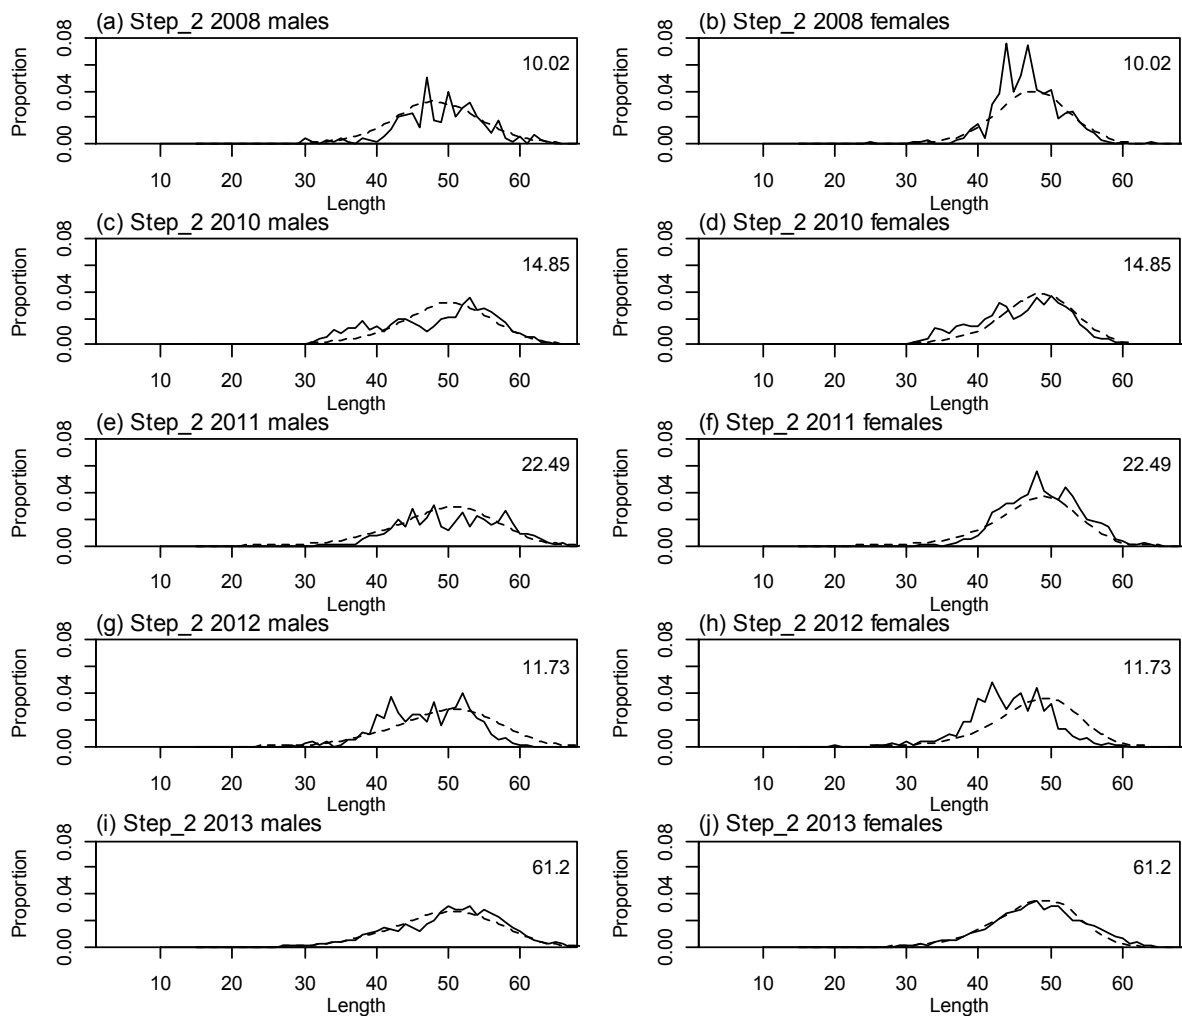 (a) Step_2 2008 males
Proportion
0.00 0.04 0.08
10.02
10 20 30 40 50 60
Length
(b) Step_2 2008 females
Proportion
0.00 0.04 0.08
10.02
10 20 30 40 50 60
Length
(c) Step_2 2010 males
Proportion
0.00 0.04 0.08
14.85
10 20 30 40 50 60
Length
(d) Step_2 2010 females
Proportion
0.00 0.04 0.08
14.85
10 20 30 40 50 60
Length
(e) Step_2 2011 males
Proportion
0.00 0.04 0.08
22.49
10 20 30 40 50 60
Length
(f) Step_2 2011 females
Proportion
0.00 0.04 0.08
22.49
10 20 30 40 50 60
Length
(g) Step_2 2012 males
Proportion
0.00 0.04 0.08
11.73
10 20 30 40 50 60
Length
(h) Step_2 2012 females
Proportion
0.00 0.04 0.08
11.73
10 20 30 40 50 60
Length
(i) Step_2 2013 males
Proportion
0.00 0.04 0.08
61.2
10 20 30 40 50 60
Length
(j) Step_2 2013 females
Proportion
0.00 0.04 0.08
61.2
10 20 30 40 50 60
Length